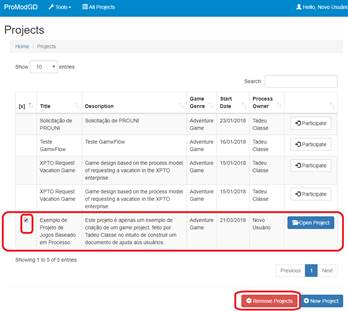 ProModGD Tools All Projects Hello, Novo Usuári
Projects
Home / Projects
Show 10 entries
Search:
[x] Title Description Game Genre Start Date Process Owner
Solicitação de PROUNI Solicitação de PROUNI Adventure Game 23/01/2018 Tadeu Classe Participate
Teste GameFlow Teste GameFlow Adventure Game 16/01/2018 Tadeu Classe Participate
XPTO Request Vacation Game Game design based on the process model of requesting a vacation in the XPTO enterprise. Adventure Game 15/01/2018 Tadeu Classe Participate
XPTO Request Vacation Game Game design based on the process model of requesting a vacation in the XPTO enterprise. Adventure Game 15/01/2018 Tadeu Classe Participate
Exemplo de Projeto de Jogos Baseado em Processo Este projeto é apenas um exemplo de criação de um game project, feito por Tadeu Classe no intuito de construir um documento de ajuda aos usuários. Adventure Game 21/03/2018 Novo Usuário Open Project
Showing 1 to 5 of 5 entries
Previous 1 Next
Remove Projects New Project